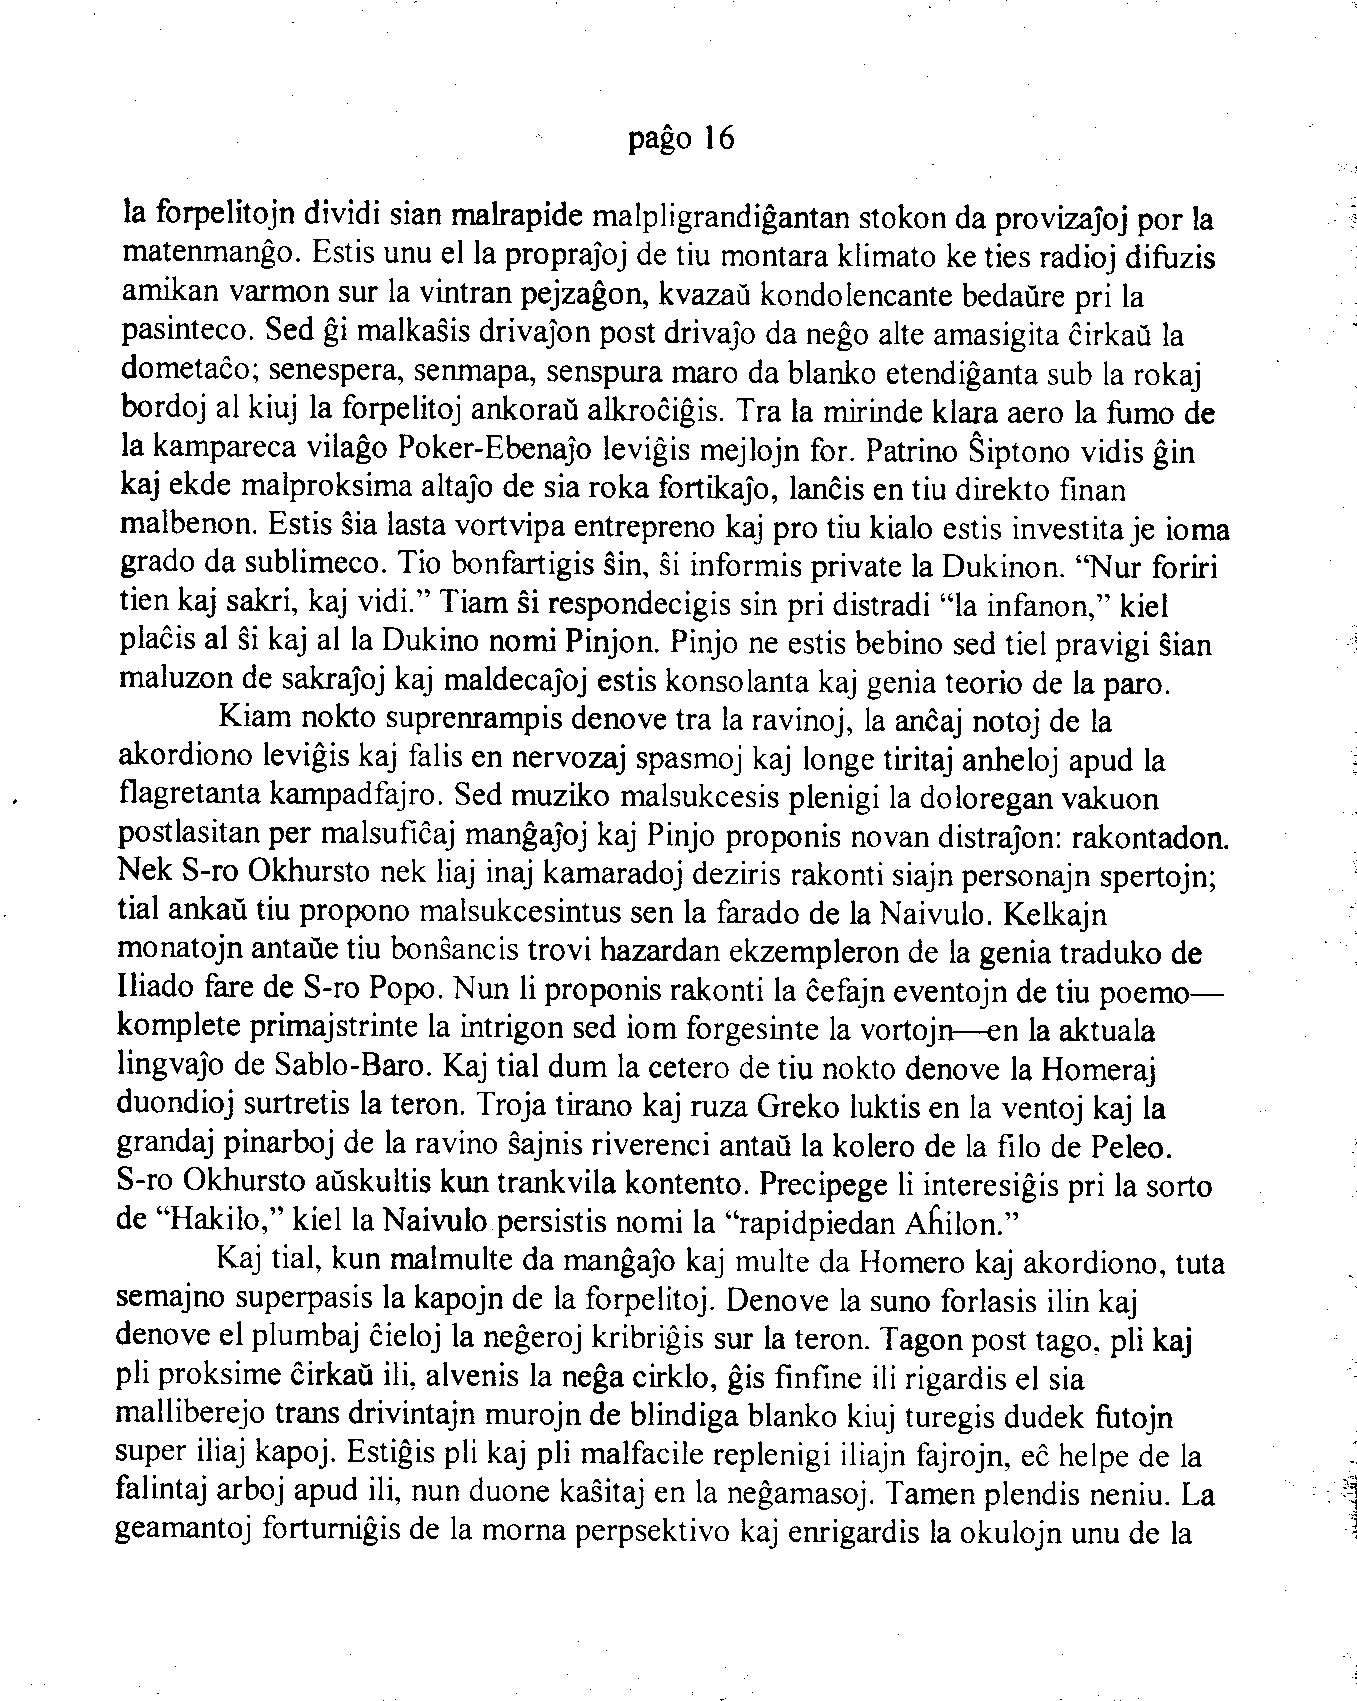 paĝo 16
la forpelitojn dividi sian malrapide malpligrandiĝantan stokon da provizaĵoj por la
matenmanĝo. Estis unu el la propraĵoj de tiu montara klimato ke ties radioj difuzis
amikan varmon sur la vintran pejzaĝon, kvazaŭ kondolencante bedaŭre pri la
pasinteco. Sed ĝi malkaŝis drivaĵon post drivaĵo da neĝo alte amasigita ĉirkaŭ la
dometaĉo; senespera, senmapa, senspura maro da blanko etendiĝanta sub la rokaj
bordoj al kiuj la forpelitoj ankoraŭ alkroĉiĝis. Tra la mirinde klara aero la fumo de
la kampareca vilaĝo Poker-Ebenaĵo leviĝis mejlojn for. Patrino Ŝiptono vidis ĝin
kaj ekde malproksima altaĵo de sia roka fortikaĵo, lanĉis en tiu direkto finan
malbenon. Estis ŝia lasta vortvipa entrepreno kaj pro tiu kialo estis investita je ioma
grado da sublimeco. Tio bonfartigis ŝin, ŝi informis private la Dukinon. “Nur foriri
tien kaj sakri, kaj vidi.” Tiam ŝi respondecigis sin pri distradi “la infanon,” kiel
plaĉis al ŝi kaj al la Dukino nomi Pinjon. Pinjo ne estis bebino sed tiel pravigi ŝian
maluzon de sakraĵoj kaj maldecaĵoj estis konsolanta kaj genia teorio de la paro.
Kiam nokto suprenrampis denove tra la ravinoj, la anĉaj notoj de la
akordiono leviĝis kaj falis en nervozaj spasmoj kaj longe tiritaj anheloj apud la
flagretanta kampadfajro. Sed muziko malsukcesis plenigi la doloregan vakuon
postlasitan per malsufiĉaj manĝaĵoj kaj Pinjo proponis novan distraĵon: rakontadon.
Nek S-ro Okhursto nek liaj inaj kamaradoj deziris rakonti siajn personajn spertojn;
tial ankaŭ tiu propono malsukcesintus sen la farado de la Naivulo. Kelkajn
monatojn antaŭe tiu bonŝancis trovi hazardan ekzempleron de la genia traduko de
Iliado fare de S-ro Popo. Nun li proponis rakonti la ĉefajn eventojn de tiu poemo—
komplete primajstrinte la intrigon sed iom forgesinte la vortojn—en la aktuala
lingvaĵo de Sablo-Baro. Kaj tial dum la cetero de tiu nokto denove la Homeraj
duondioj surtretis la teron. Troja tirano kaj ruza Greko luktis en la ventoj kaj la
grandaj pinarboj de la ravino ŝajnis riverenci antaŭ la kolero de la filo de Peleo.
S-ro Okhursto aŭskultis kun trankvila kontento. Precipege li interesiĝis pri la sorto
de “Hakilo,” kiel la Naivulo persistis nomi la “rapidpiedan Aĥilon.”
Kaj tial, kun malmulte da manĝaĵo kaj multe da Homero kaj akordiono, tuta
semajno superpasis la kapojn de la forpelitoj. Denove la suno forlasis ilin kaj
denove el plumbaj ĉieloj la neĝeroj kribriĝis sur la teron. Tagon post tago, pli kaj
pli proksime ĉirkaŭ ili, alvenis la neĝa cirklo, ĝis finfine ili rigardis el sia
malliberejo trans drivintajn murojn de blindiga blanko kiuj turegis dudek futojn
super iliaj kapoj. Estiĝis pli kaj pli malfacile replenigi iliajn fajrojn, eĉ helpe de la
falintaj arboj apud ili, nun duone kaŝitaj en la neĝamasoj. Tamen plendis neniu. La
geamantoj forturniĝis de la morna perpsektivo kaj enrigardis la okulojn unu de la